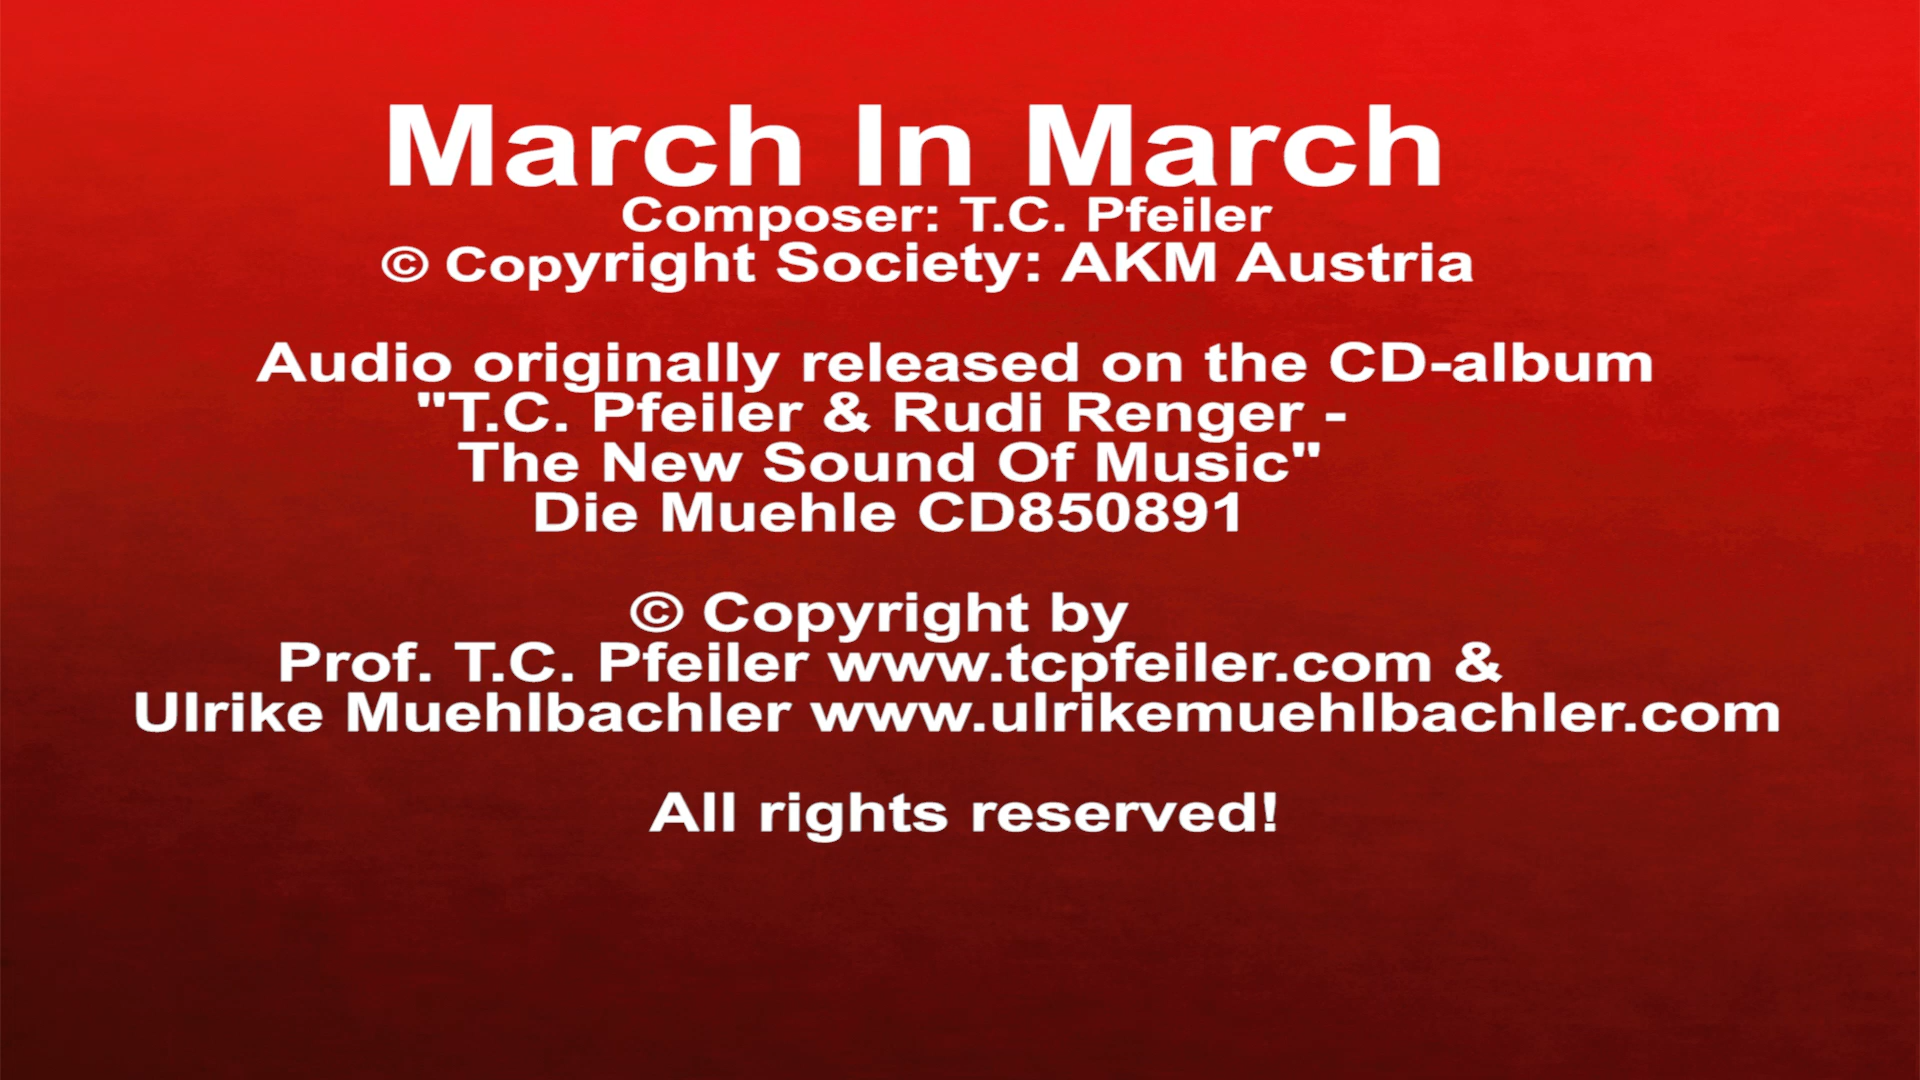 March In March
Composer: T.C. Pfeiler
© Copyright Society: AKM Austria
Audio originally released on the CD-album
"T.C. Pfeiler & Rudi Renger -
The New Sound Of Music"
Die Muehle CD850891
© Copyright by
Prof. T.C. Pfeiler www.tcpfeiler.com &
Ulrike Muehlbachler www.ulrikemuehlbachler.com
All rights reserved!